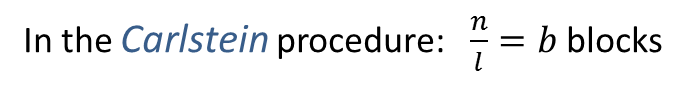 In the Carlstein procedure: n/l = b blocks